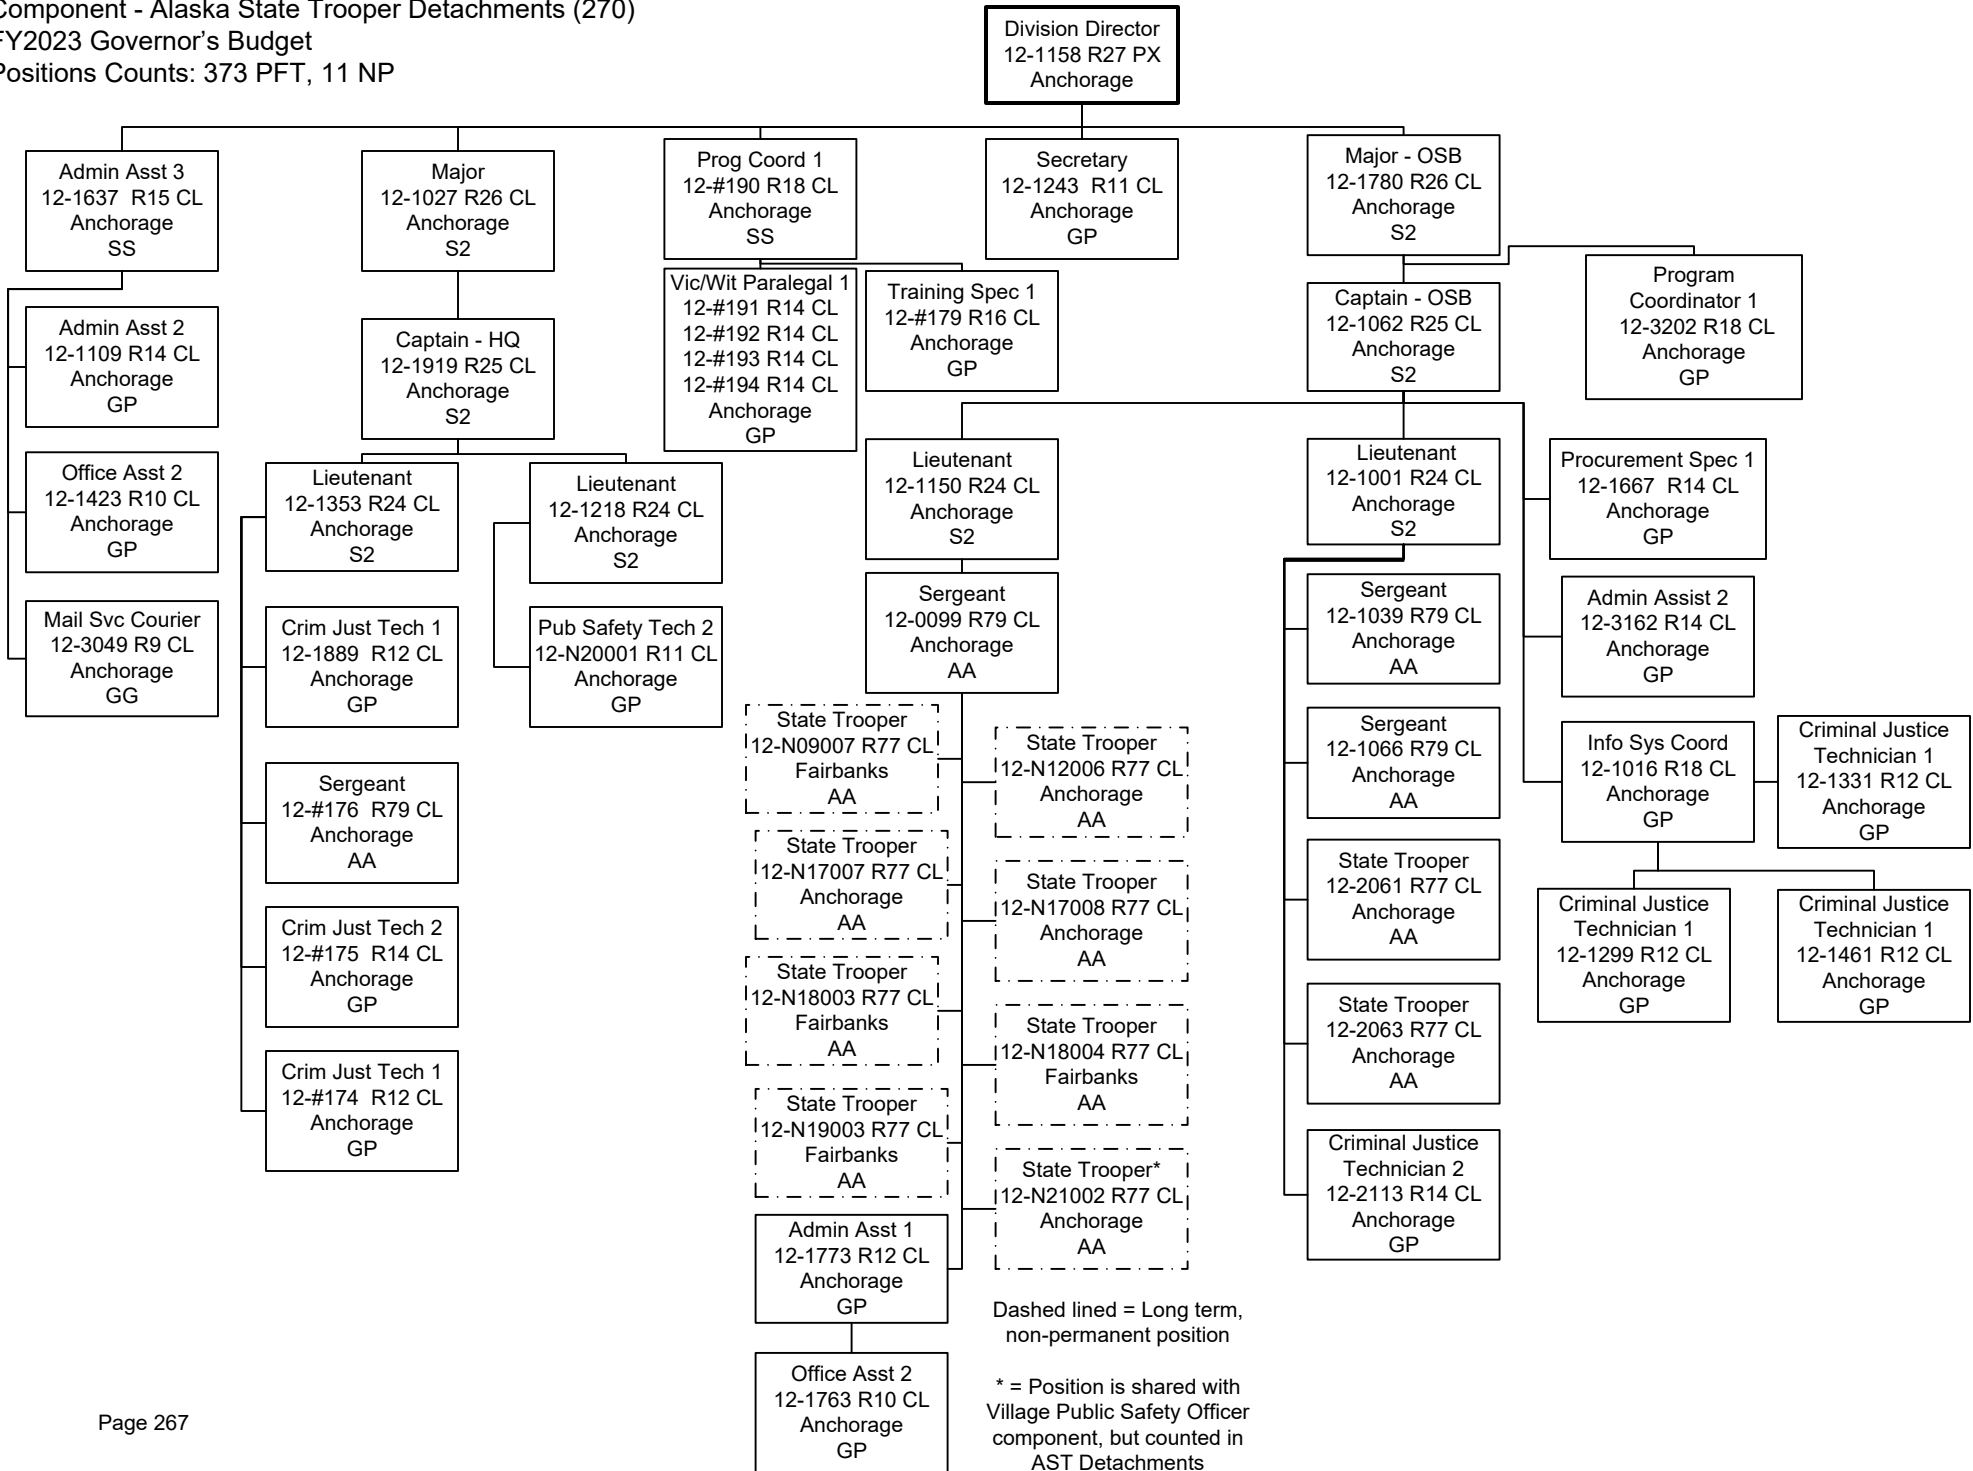 Component - Alaska State Trooper Detachments (270)
FY2023 Governor's Budget
Positions Counts: 373 PFT, 11 NP
Division Director
12-1158 R27 PX
Anchorage
Admin Asst 3
12-1637  R15 CL
Anchorage
SS
Major
12-1027 R26 CL
Anchorage
S2
Prog Coord 1
12-#190 R18 CL
Anchorage
SS
Secretary
12-1243  R11 CL
Anchorage
GP
Major - OSB
12-1780 R26 CL
Anchorage
S2
Admin Asst 2
12-1109 R14 CL
Anchorage
GP
Office Asst 2
12-1423 R10 CL
Anchorage
GP
Mail Svc Courier
12-3049 R9 CL
Anchorage
GG
Captain - HQ
12-1919 R25 CL
Anchorage
S2
Lieutenant
12-1353 R24 CL
Anchorage
S2
Crim Just Tech 1
12-1889  R12 CL
Anchorage
GP
Sergeant
12-#176  R79 CL
Anchorage
AA
Crim Just Tech 2
12-#175  R14 CL
Anchorage
GP
Crim Just Tech 1
12-#174  R12 CL
Anchorage
GP
Lieutenant
12-1218 R24 CL
Anchorage
S2
Pub Safety Tech 2
12-N20001 R11 CL
Anchorage
GP
Vic/Wit Paralegal 1
12-#191 R14 CL
12-#192 R14 CL
12-#193 R14 CL
12-#194 R14 CL
Anchorage
GP
Training Spec 1
12-#179 R16 CL
Anchorage
GP
Captain - OSB
12-1062 R25 CL
Anchorage
S2
Program
Coordinator 1
12-3202 R18 CL
Anchorage
GP
Lieutenant
12-1150 R24 CL
Anchorage
S2
Sergeant
12-0099 R79 CL
Anchorage
AA
State Trooper
12-N09007 R77 CL
Fairbanks
AA
State Trooper
12-N12006 R77 CL
Anchorage
AA
State Trooper
12-N17007 R77 CL
Anchorage
AA
State Trooper
12-N17008 R77 CL
Anchorage
AA
State Trooper
12-N18003 R77 CL
Fairbanks
AA
State Trooper
12-N18004 R77 CL
Fairbanks
AA
State Trooper
12-N19003 R77 CL
Fairbanks
AA
State Trooper*
12-N21002 R77 CL
Anchorage
AA
Admin Asst 1
12-1773 R12 CL
Anchorage
GP
Office Asst 2
12-1763 R10 CL
Anchorage
GP
Lieutenant
12-1001 R24 CL
Anchorage
S2
Sergeant
12-1039 R79 CL
Anchorage
AA
Sergeant
12-1066 R79 CL
Anchorage
AA
State Trooper
12-2061 R77 CL
Anchorage
AA
State Trooper
12-2063 R77 CL
Anchorage
AA
Criminal Justice
Technician 2
12-2113 R14 CL
Anchorage
GP
Procurement Spec 1
12-1667  R14 CL
Anchorage
GP
Admin Assist 2
12-3162 R14 CL
Anchorage
GP
Info Sys Coord
12-1016 R18 CL
Anchorage
GP
Criminal Justice
Technician 1
12-1331 R12 CL
Anchorage
GP
Criminal Justice
Technician 1
12-1299 R12 CL
Anchorage
GP
Criminal Justice
Technician 1
12-1461 R12 CL
Anchorage
GP
Dashed lined = Long term,
non-permanent position
* = Position is shared with
Village Public Safety Officer
component, but counted in
AST Detachments
Page 267